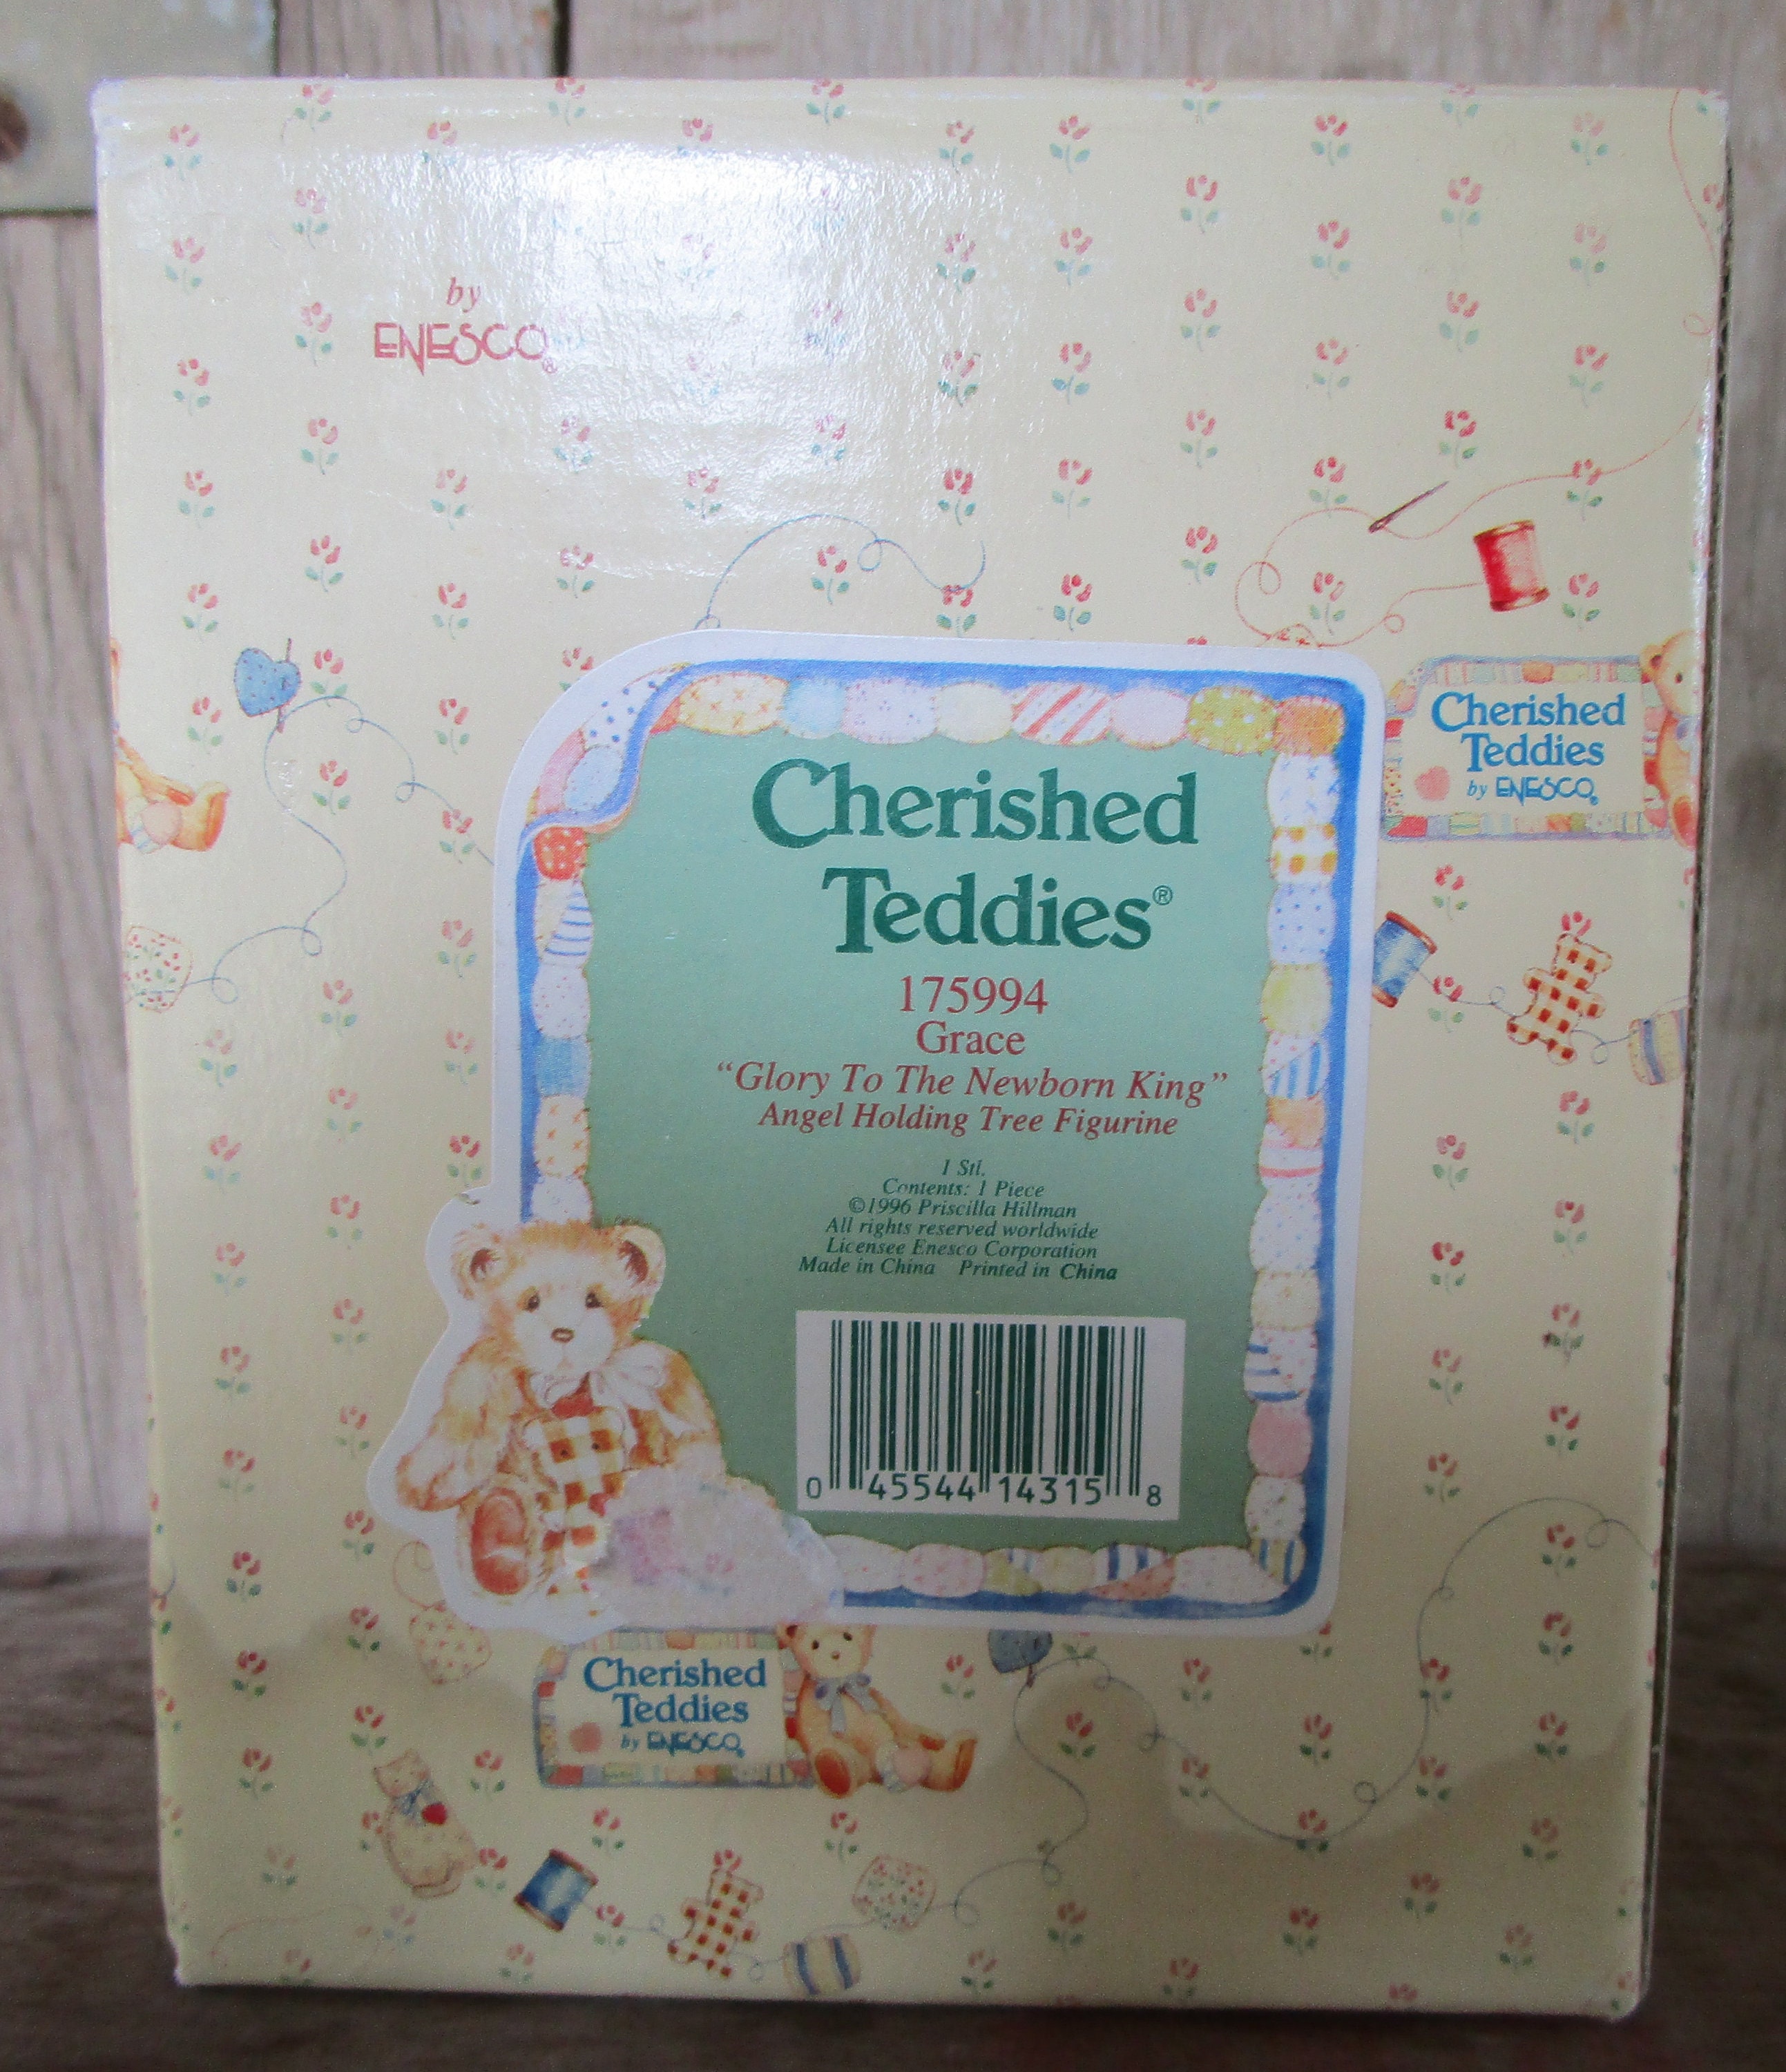 by
ENESCO®
Cherished
Teddies
by ENESCO®
Cherished
Teddies®
175994
Grace
“Glory To The Newborn King”
Angel Holding Tree Figurine
1 Stl.
Contents: 1 Piece
©1996 Priscilla Hillman
All rights reserved worldwide
Licensee Enesco Corporation
Made in China Printed in China
0 45544 14315 8
Cherished
Teddies
by ENESCO®